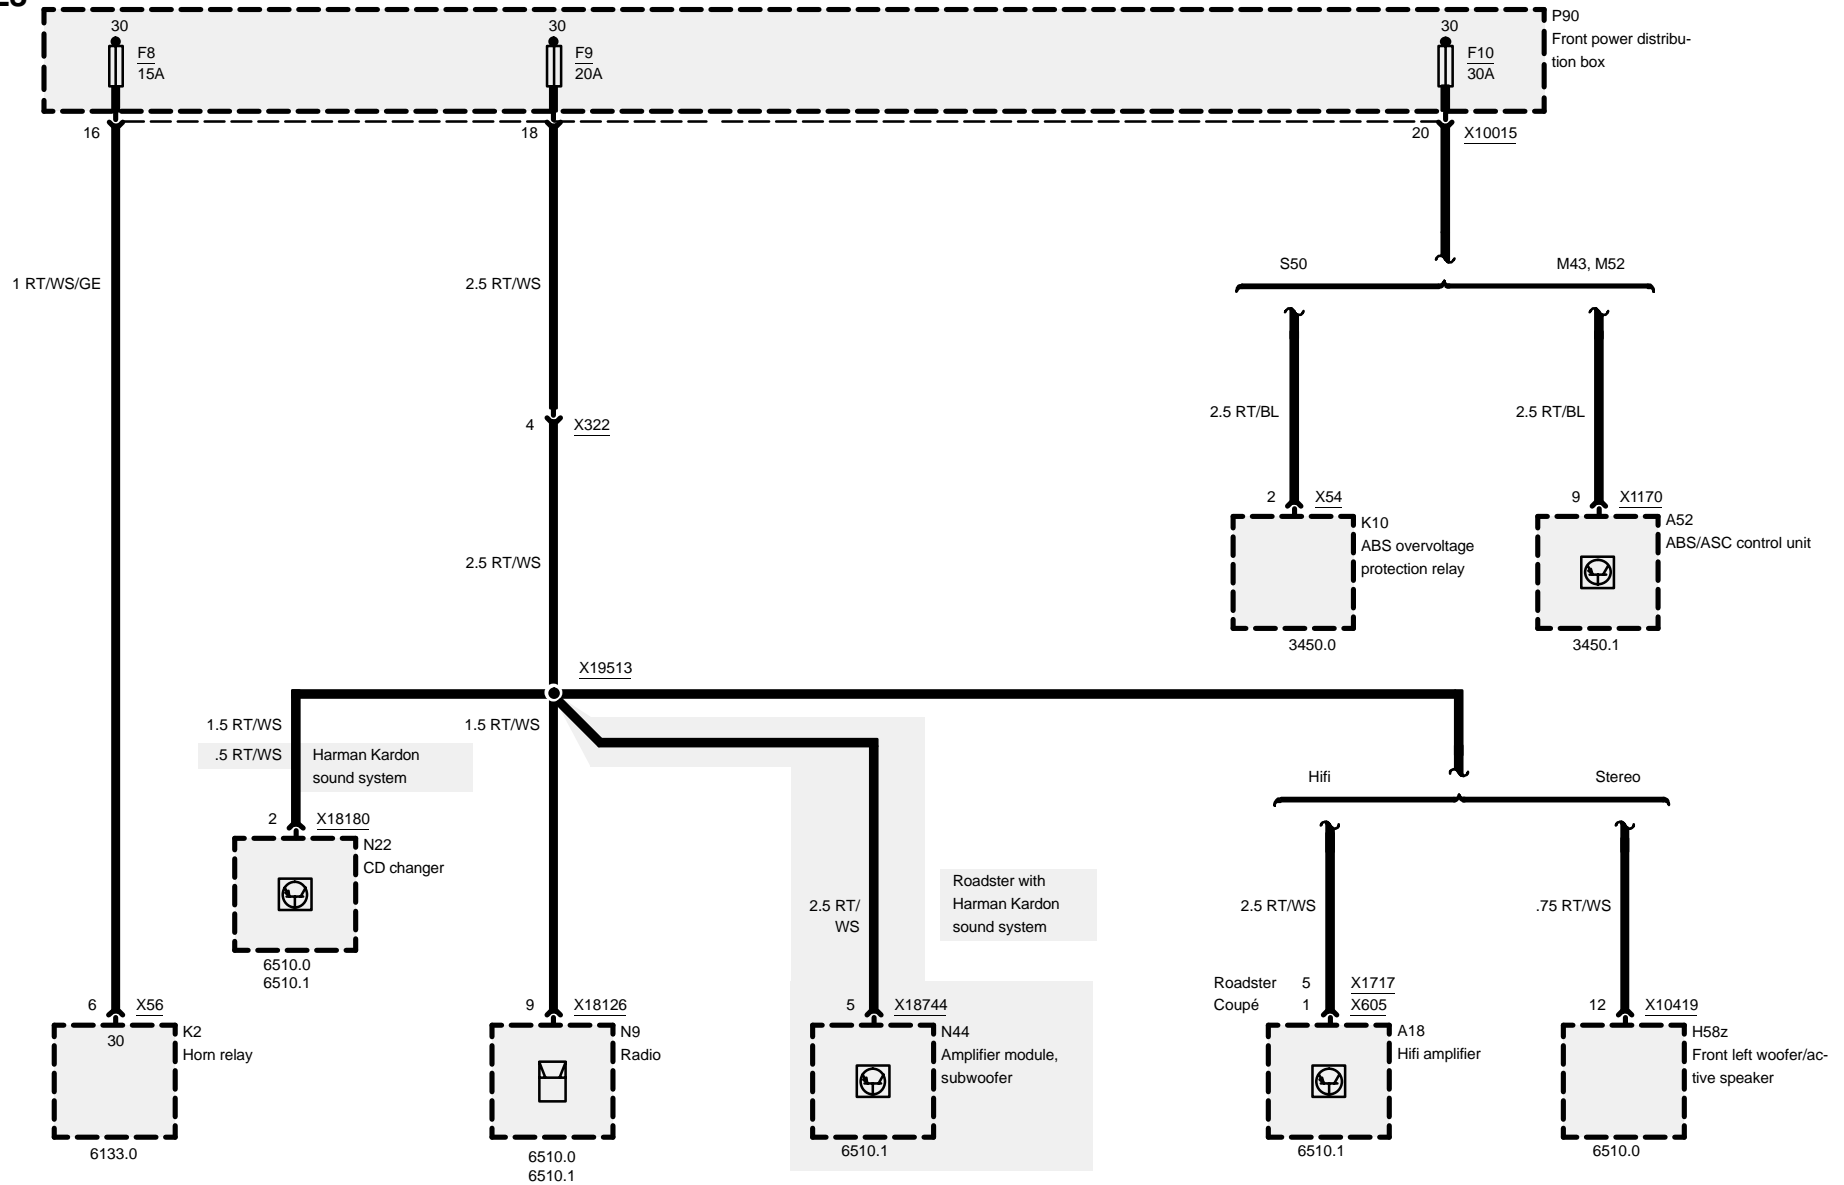 30
F8
15A
30
F9
20A
30
F10
30A
P90
Front power distribu-
tion box
16
18
20
X10015
1 RT/WS/GE
2.5 RT/WS
S50
M43, M52
2.5 RT/BL
2.5 RT/BL
4
X322
2
X54
9
X1170
K10
ABS overvoltage
protection relay
A52
ABS/ASC control unit
2.5 RT/WS
3450.0
3450.1
X19513
1.5 RT/WS
.5 RT/WS
Harman Kardon
sound system
1.5 RT/WS
Hifi
Stereo
2
X18180
N22
CD changer
6510.0
6510.1
2.5 RT/
WS
Roadster with
Harman Kardon
sound system
2.5 RT/WS
.75 RT/WS
Roadster
5
X1717
Coupé
1
X605
6
X56
9
X18126
5
X18744
12
X10419
30
K2
Horn relay
N9
Radio
N44
Amplifier module,
subwoofer
A18
Hifi amplifier
H58z
Front left woofer/ac-
tive speaker
6133.0
6510.0
6510.1
6510.1
6510.1
6510.0